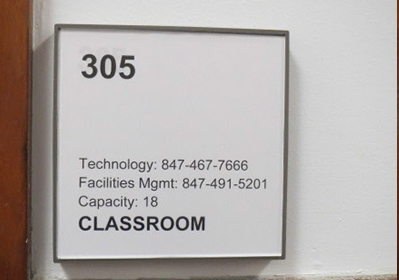 305
Technology: 847-467-7666
Facilities Mgmt: 847-491-5201
Capacity: 18
CLASSROOM